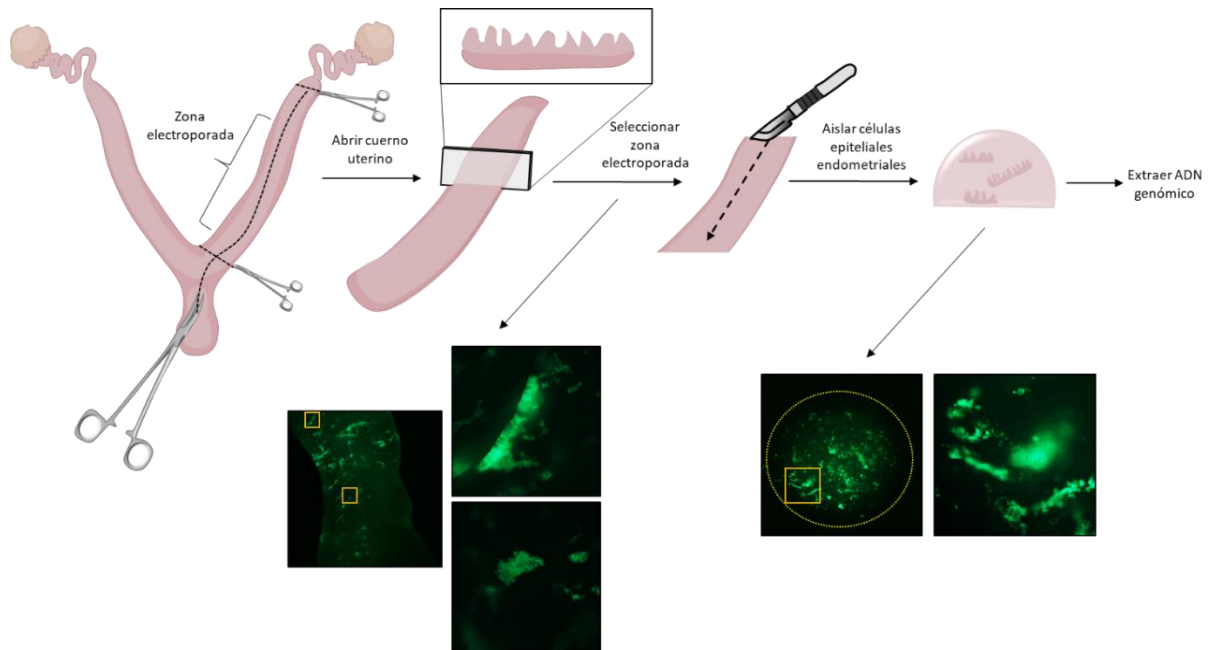 Zona
electroporada
Abrir cuerno
uterino
Seleccionar
zona
electroporada
Aislar células
epiteliales
endometriales
Extraer ADN
genómico